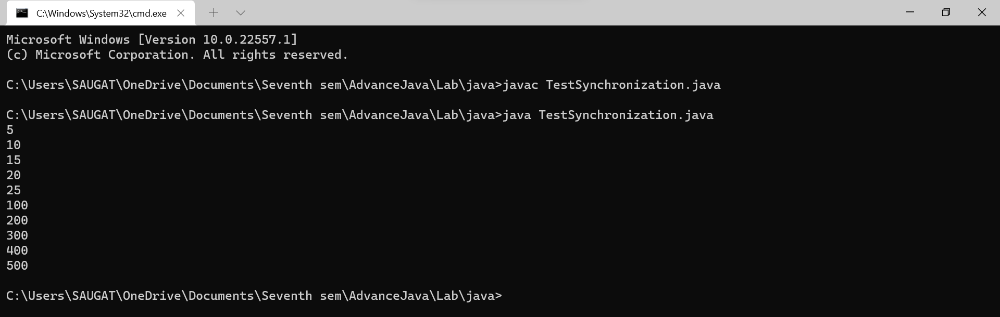 C:\Windows\System32\cmd.exe
Microsoft Windows [Version 10.0.22557.1]
(c) Microsoft Corporation. All rights reserved.
C:\Users\SAUGAT\OneDrive\Documents\Seventh sem\AdvanceJava\Lab\java>javac TestSynchronization.java
C:\Users\SAUGAT\OneDrive\Documents\Seventh sem\AdvanceJava\Lab\java>java TestSynchronization.java
5
10
15
20
25
100
200
300
400
500
C:\Users\SAUGAT\OneDrive\Documents\Seventh sem\AdvanceJava\Lab\java>